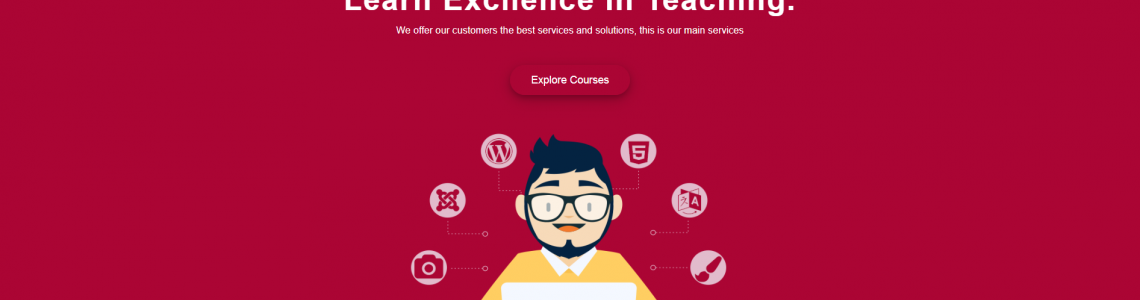 Learn Excllence in Teaching.
We offer our customers the best services and solutions, this is our main services
Explore Courses